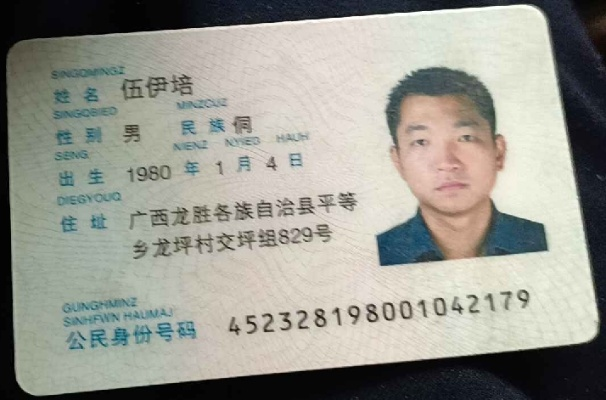 SINGQMINGZ
姓 名 伍伊培
SINGQBIED MINZCUZ
性 别 男 民 族 侗
SENG NIENZ NYIED HAUH
出 生 1980 年 1 月 4 日
DIEGYOUQ
住 址 广西龙胜各族自治县平等
乡龙坪村交坪组829号
GUNGHMINZ
SINHFWN HAUMAJ
公民身份号码 452328198001042179